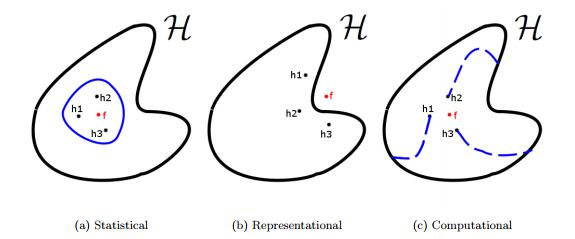 H
h1
h2
f
h3
(a) Statistical
H
h1
f
h2
h3
(b) Representational
H
h2
h1
f
h3
(c) Computational